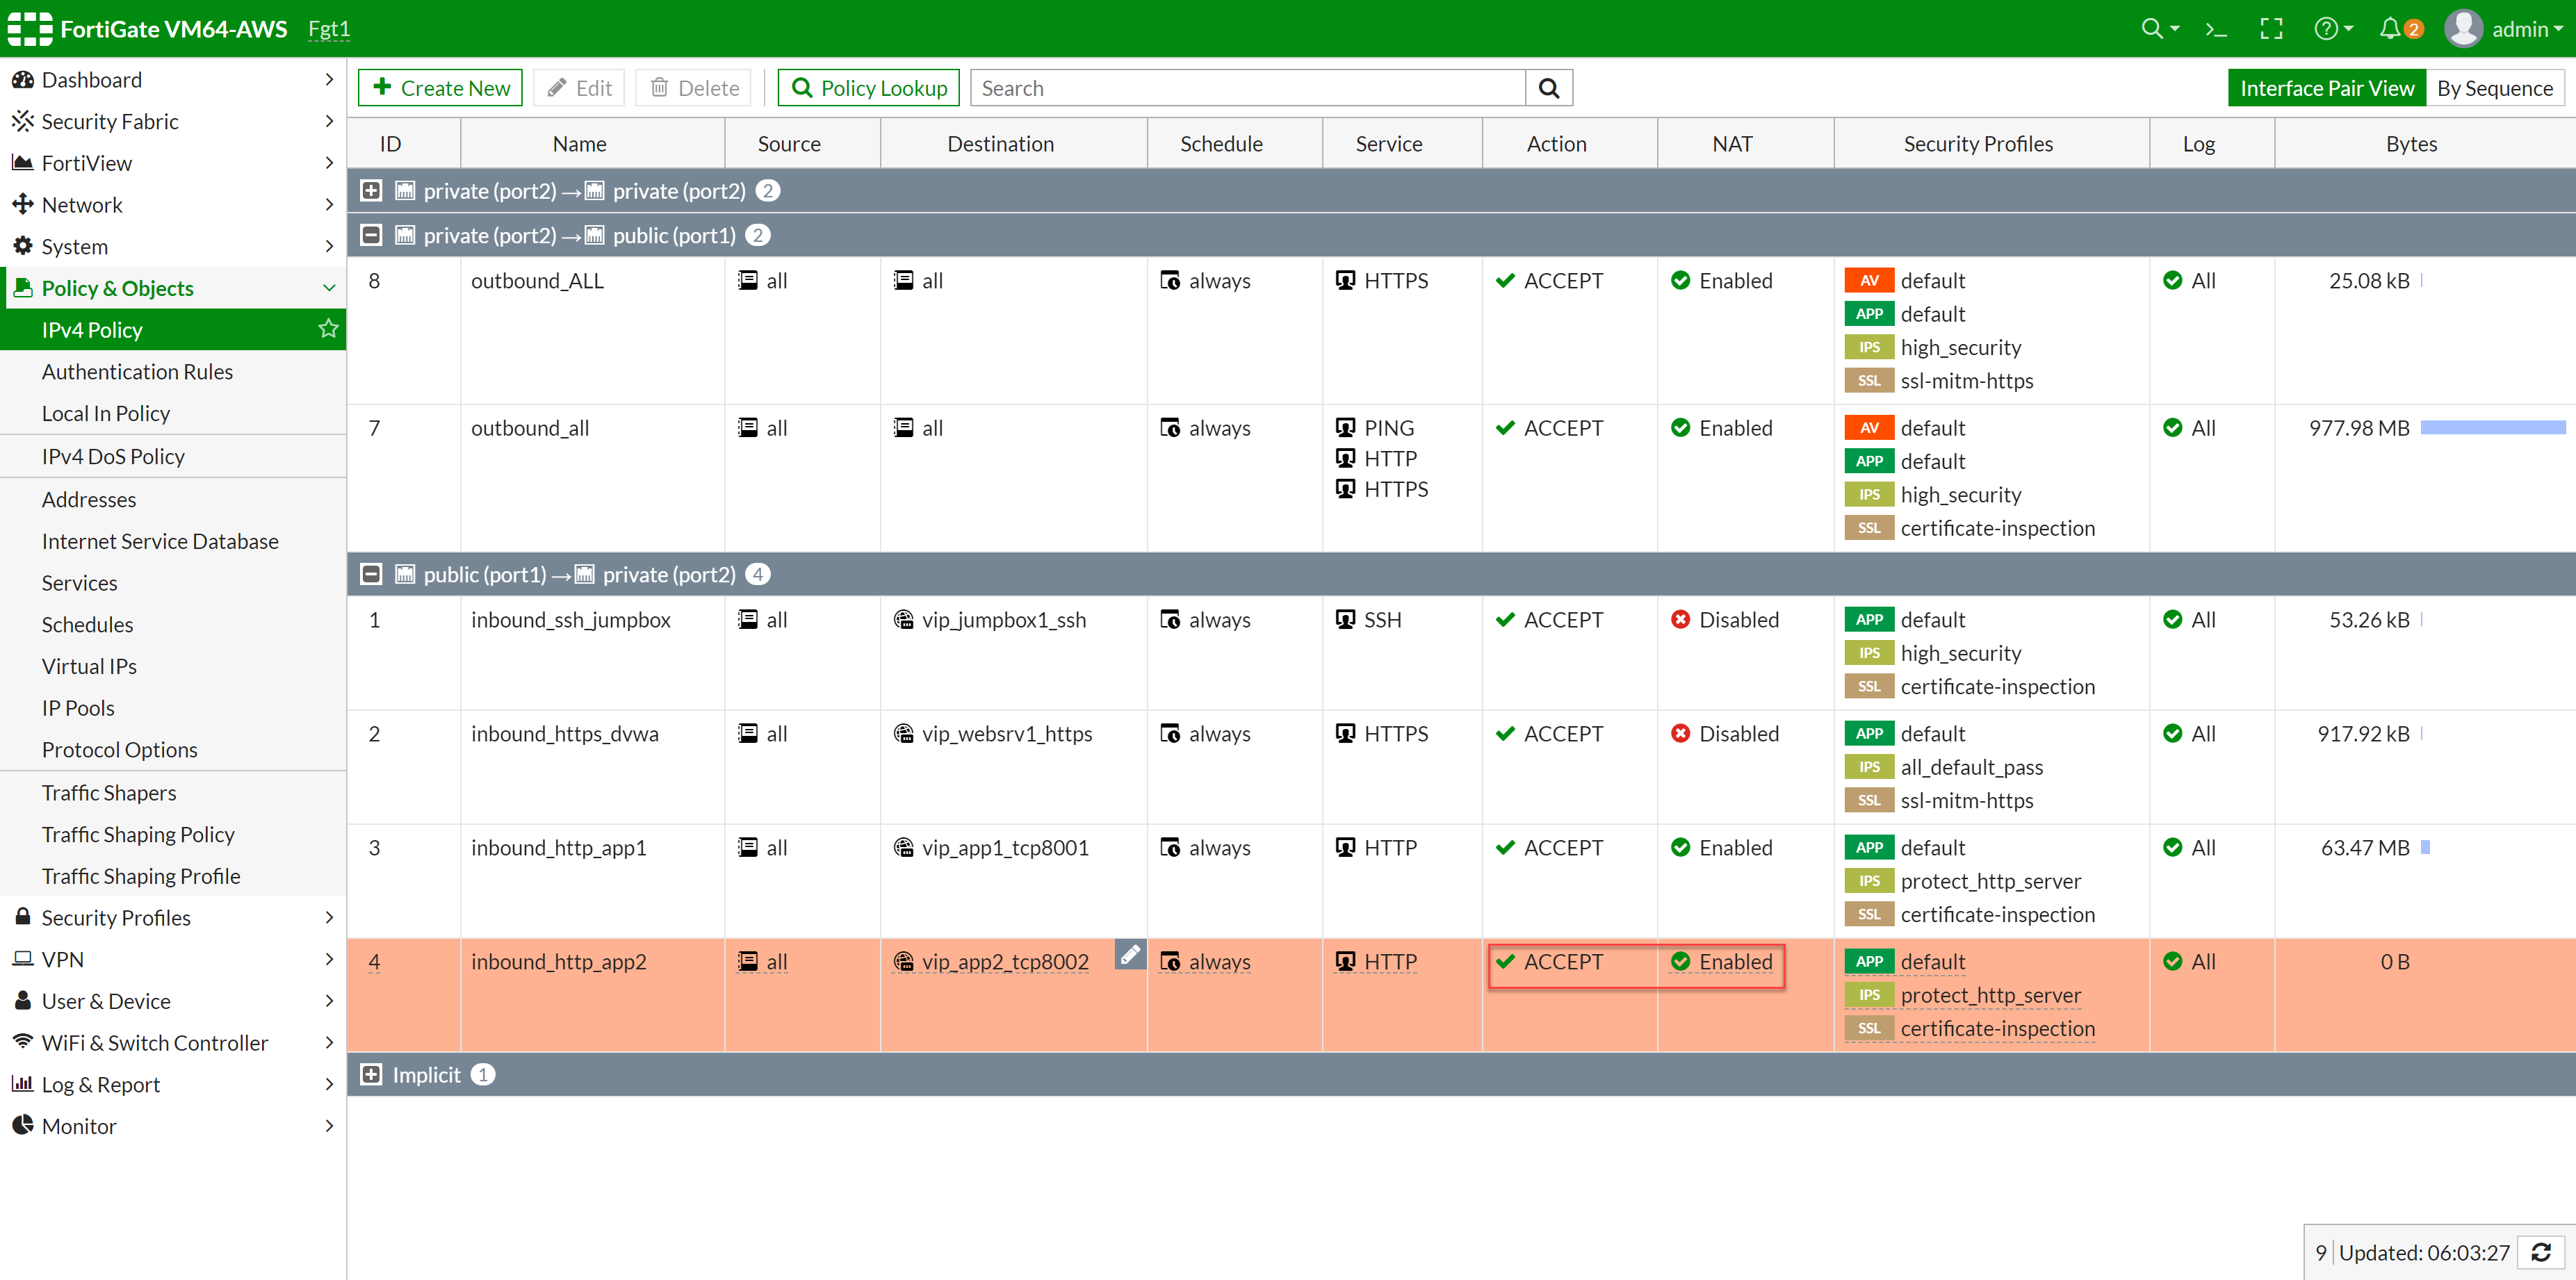 FortiGate VM64-AWS Fgt1 2 admin
Dashboard
Security Fabric
FortiView
Network
System
Policy & Objects
IPv4 Policy
Authentication Rules
Local In Policy
IPv4 DoS Policy
Addresses
Internet Service Database
Services
Schedules
Virtual IPs
IP Pools
Protocol Options
Traffic Shapers
Traffic Shaping Policy
Traffic Shaping Profile
Security Profiles
VPN
User & Device
WiFi & Switch Controller
Log & Report
Monitor
Create New Edit Delete Policy Lookup Search Interface Pair View By Sequence
ID Name Source Destination Schedule Service Action NAT Security Profiles Log Bytes
private (port2) → private (port2) 2
private (port2) → public (port1) 2
8 outbound_ALL all all always HTTPS ACCEPT Enabled AV default All 25.08 kB
APP default
IPS high_security
SSL ssl-mitm-https
7 outbound_all all all always PING ACCEPT Enabled AV default All 977.98 MB
HTTP APP default
HTTPS IPS high_security
SSL certificate-inspection
public (port1) → private (port2) 4
1 inbound_ssh_jumpbox all vip_jumpbox1_ssh always SSH ACCEPT Disabled APP default All 53.26 kB
IPS high_security
SSL certificate-inspection
2 inbound_https_dvwa all vip_websrv1_https always HTTPS ACCEPT Disabled APP default All 917.92 kB
IPS all_default_pass
SSL ssl-mitm-https
3 inbound_http_app1 all vip_app1_tcp8001 always HTTP ACCEPT Enabled APP default All 63.47 MB
IPS protect_http_server
SSL certificate-inspection
4 inbound_http_app2 all vip_app2_tcp8002 always HTTP ACCEPT Enabled APP default All 0 B
IPS protect_http_server
SSL certificate-inspection
Implicit 1
9 Updated: 06:03:27